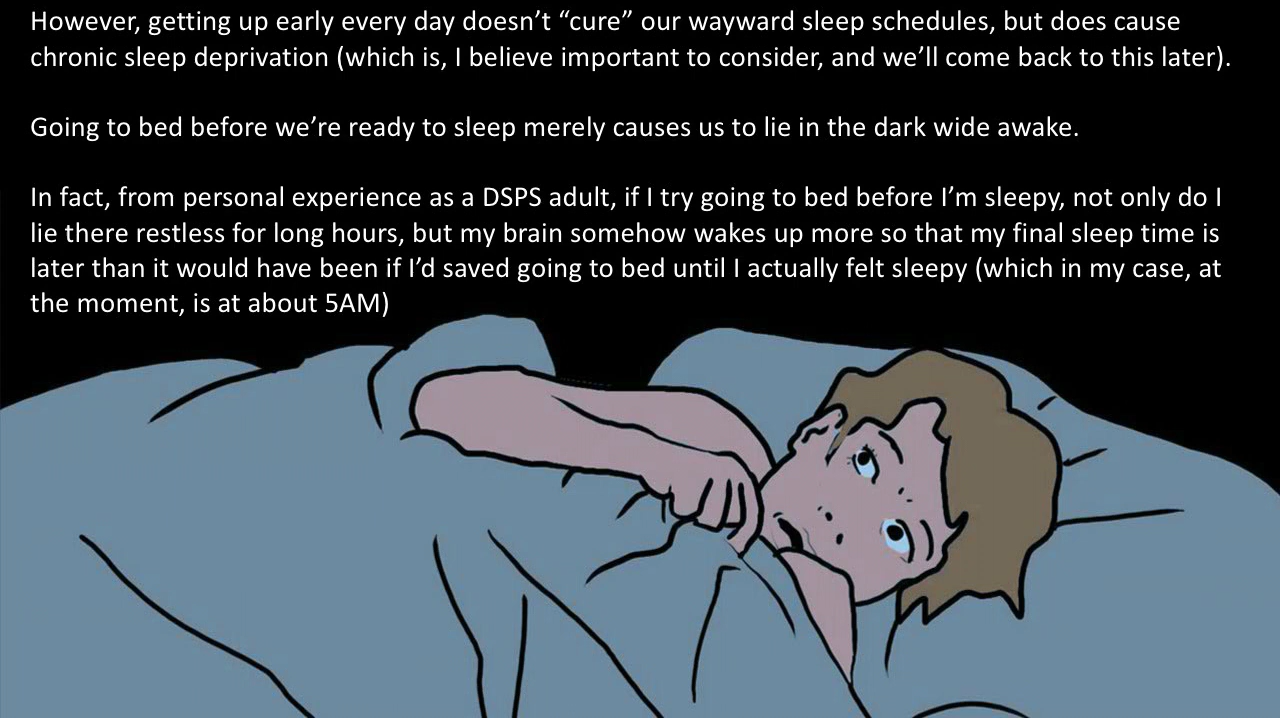 However, getting up early every day doesn’t “cure” our wayward sleep schedules, but does cause
chronic sleep deprivation (which is, I believe important to consider, and we’ll come back to this later).
Going to bed before we’re ready to sleep merely causes us to lie in the dark wide awake.
In fact, from personal experience as a DSPS adult, if I try going to bed before I’m sleepy, not only do I
lie there restless for long hours, but my brain somehow wakes up more so that my final sleep time is
later than it would have been if I’d saved going to bed until I actually felt sleepy (which in my case, at
the moment, is at about 5AM)